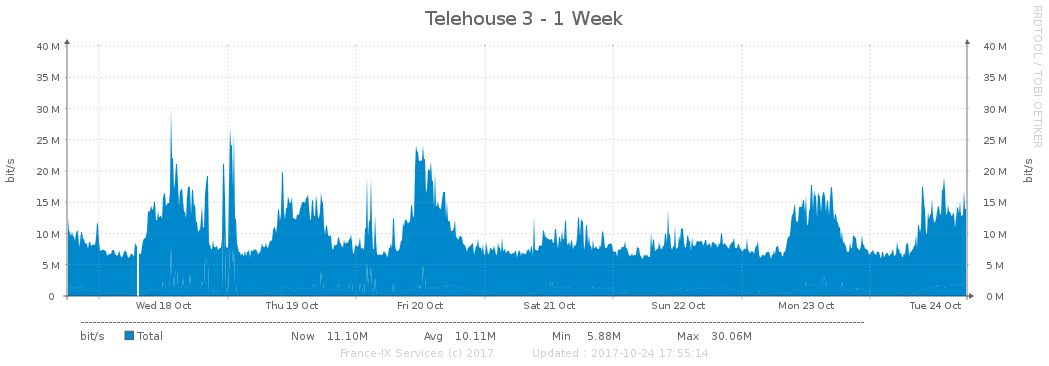 Telehouse 3 - 1 Week
RRDTOOL / TOBI OETIKER
40 M 40 M
35 M 35 M
30 M 30 M
25 M 25 M
20 M 20 M
15 M 15 M
10 M 10 M
5 M 5 M
0 0 M
bit/s
bit/s
Wed 18 Oct Thu 19 Oct Fri 20 Oct Sat 21 Oct Sun 22 Oct Mon 23 Oct Tue 24 Oct
bit/s Total Now 11.10M Avg 10.11M Min 5.88M Max 30.06M
France-IX Services (c) 2017 Updated : 2017-10-24 17:55:14